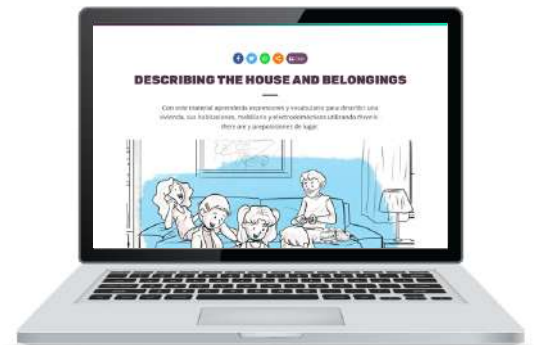 DESCRIBING THE HOUSE AND BELONGINGS
Con este material aprenderás expresiones y vocabulario para describir una
vivienda, sus habitaciones, mobiliario y electrodomésticos utilizando there is
there are y preposiciones de lugar.